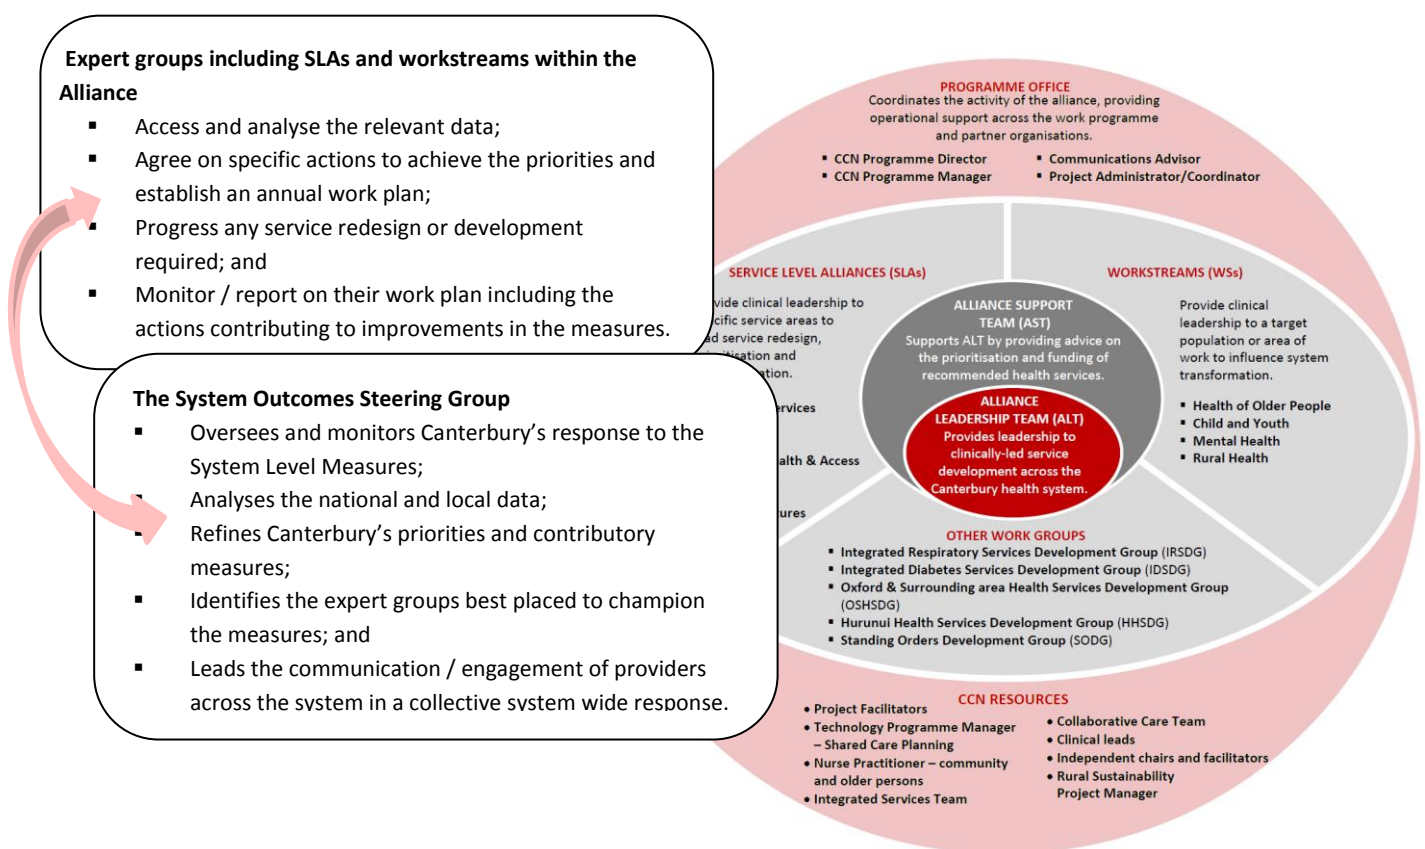 Expert groups including SLAs and workstreams within the
Alliance
▪ Access and analyse the relevant data;
▪ Agree on specific actions to achieve the priorities and
establish an annual work plan;
▪ Progress any service redesign or development
required; and
▪ Monitor / report on their work plan including the
actions contributing to improvements in the measures.
The System Outcomes Steering Group
▪ Oversees and monitors Canterbury's response to the
System Level Measures;
▪ Analyses the national and local data;
▪ Refines Canterbury's priorities and contributory
measures;
▪ Identifies the expert groups best placed to champion
the measures; and
▪ Leads the communication / engagement of providers
across the system in a collective system wide response.
PROGRAMME OFFICE
Coordinates the activity of the alliance, providing
operational support across the work programme
and partner organisations.
▪ CCN Programme Director
▪ CCN Programme Manager
▪ Communications Advisor
▪ Project Administrator/Coordinator
SERVICE LEVEL ALLIANCES (SLAs)
clinical leadership to
service areas to
service redesign,
and
& Access
WORKSTREAMS (WSs)
Provide clinical
leadership to a target
population or area of
work to influence system
transformation.
▪ Health of Older People
▪ Child and Youth
▪ Mental Health
▪ Rural Health
ALLIANCE SUPPORT
TEAM (AST)
Supports ALT by providing advice on
the prioritisation and funding of
recommended health services.
ALLIANCE
LEADERSHIP TEAM (ALT)
Provides leadership to
clinically-led service
development across the
Canterbury health system.
OTHER WORK GROUPS
▪ Integrated Respiratory Services Development Group (IRSDG)
▪ Integrated Diabetes Services Development Group (IDSDG)
▪ Oxford & Surrounding area Health Services Development Group
(OSHSDG)
▪ Hurunui Health Services Development Group (HHSDG)
▪ Standing Orders Development Group (SODG)
CCN RESOURCES
• Project Facilitators
• Technology Programme Manager
– Shared Care Planning
• Nurse Practitioner – community
and older persons
• Integrated Services Team
• Collaborative Care Team
• Clinical leads
• Independent chairs and facilitators
• Rural Sustainability
Project Manager